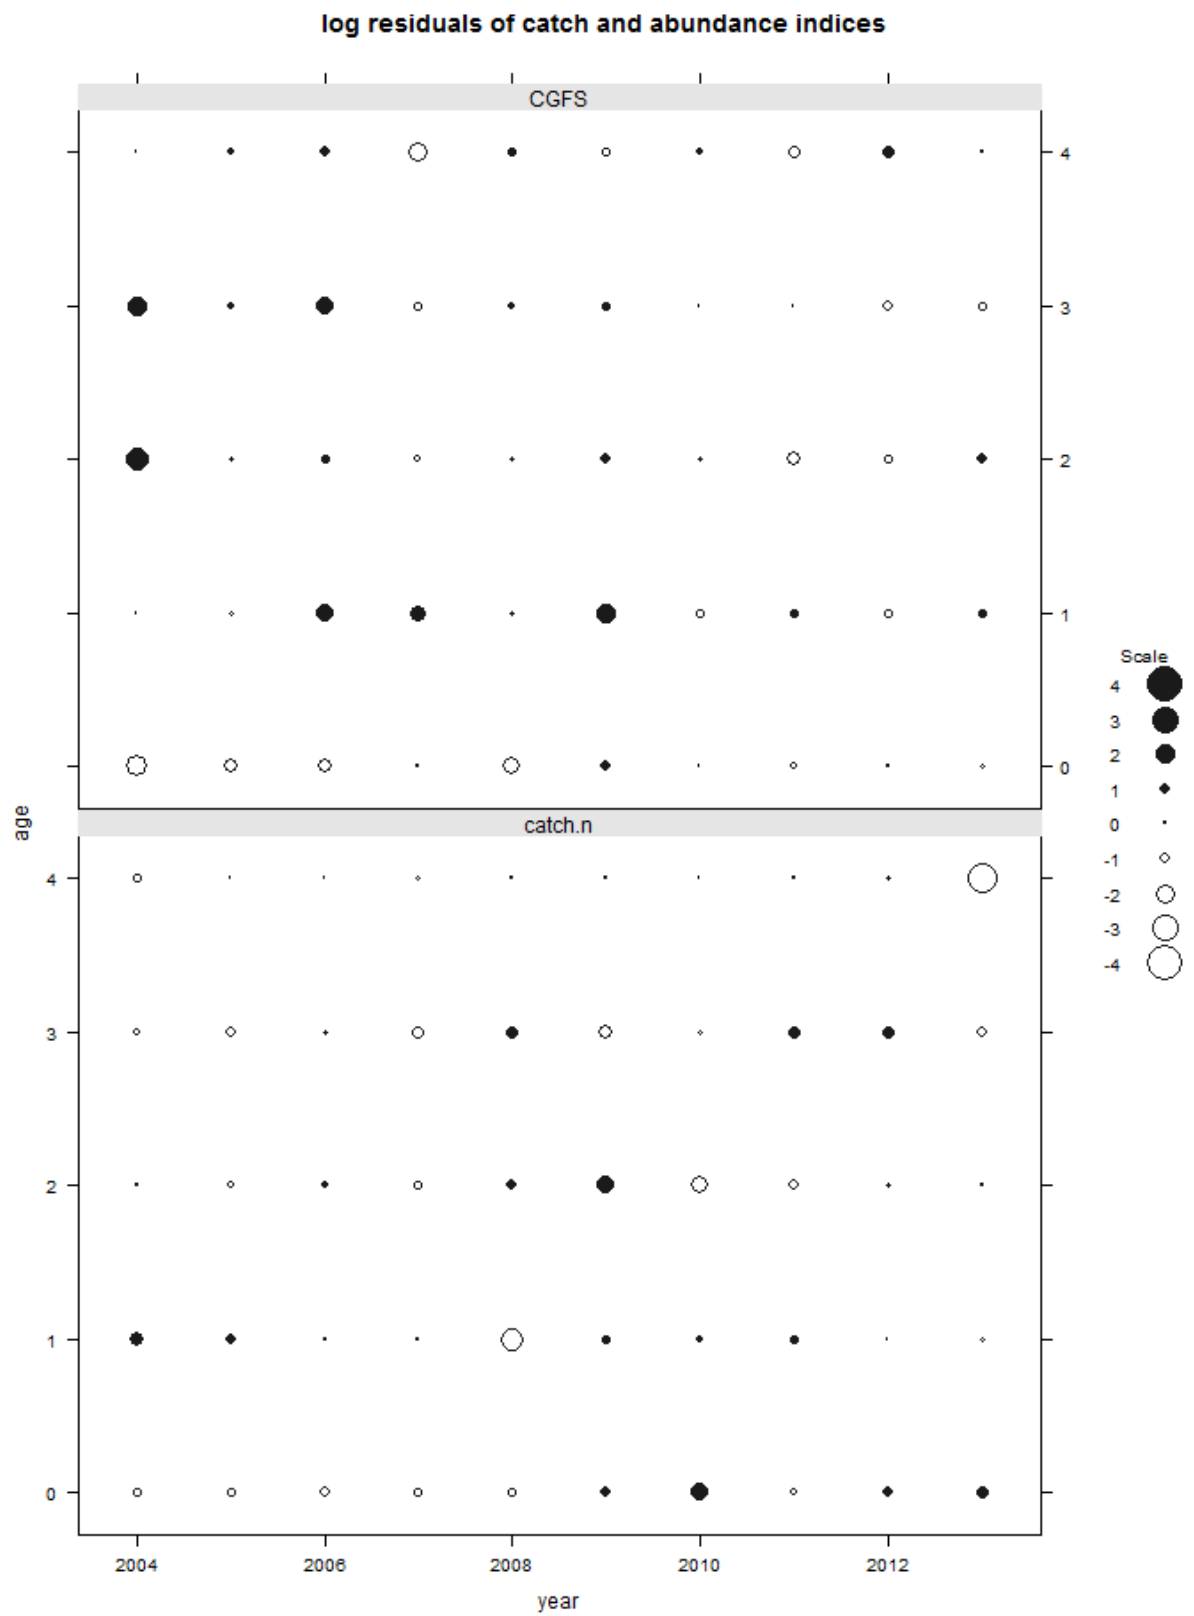 log residuals of catch and abundance indices
CGFS
4
3
2
1
0
Scale
4
3
2
1
0
-1
-2
-3
-4
age
catch.n
4
3
2
1
0
2004 2006 2008 2010 2012
year